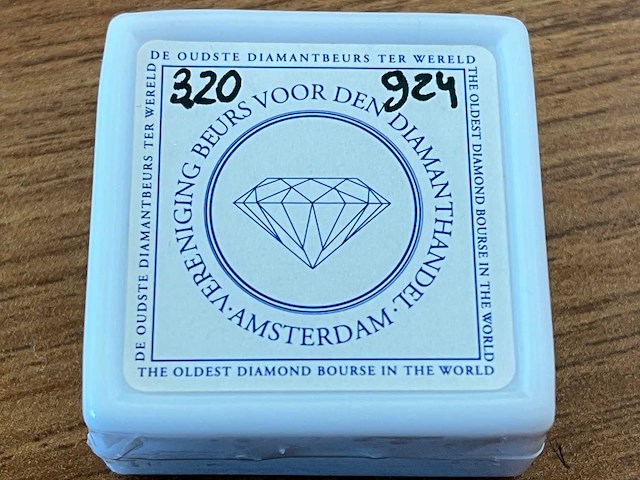 DE OUDSTE DIAMANTBEURS TER WERELD
320
924
VERENIGING BEURS VOOR DEN DIAMANTHANDEL
· AMSTERDAM ·
DE OUDSTE DIAMANTBEURS TER WERELD
THE OLDEST DIAMOND BOURSE IN THE WORLD
THE OLDEST DIAMOND BOURSE IN THE WORLD